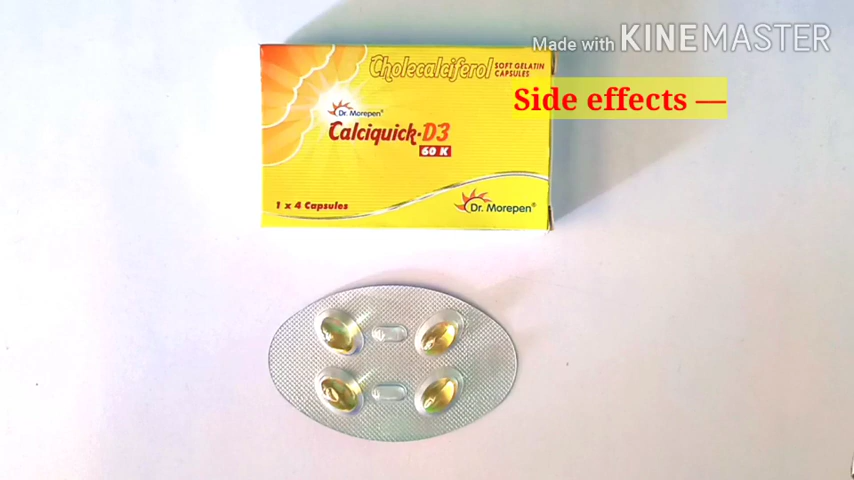 Made with KINEMASTER
Cholecalciferol SOFT GELATIN
CAPSULES
Side effects —
Dr. Morepen®
Calciquick-D3
60 K
1 x 4 Capsules
Dr. Morepen®